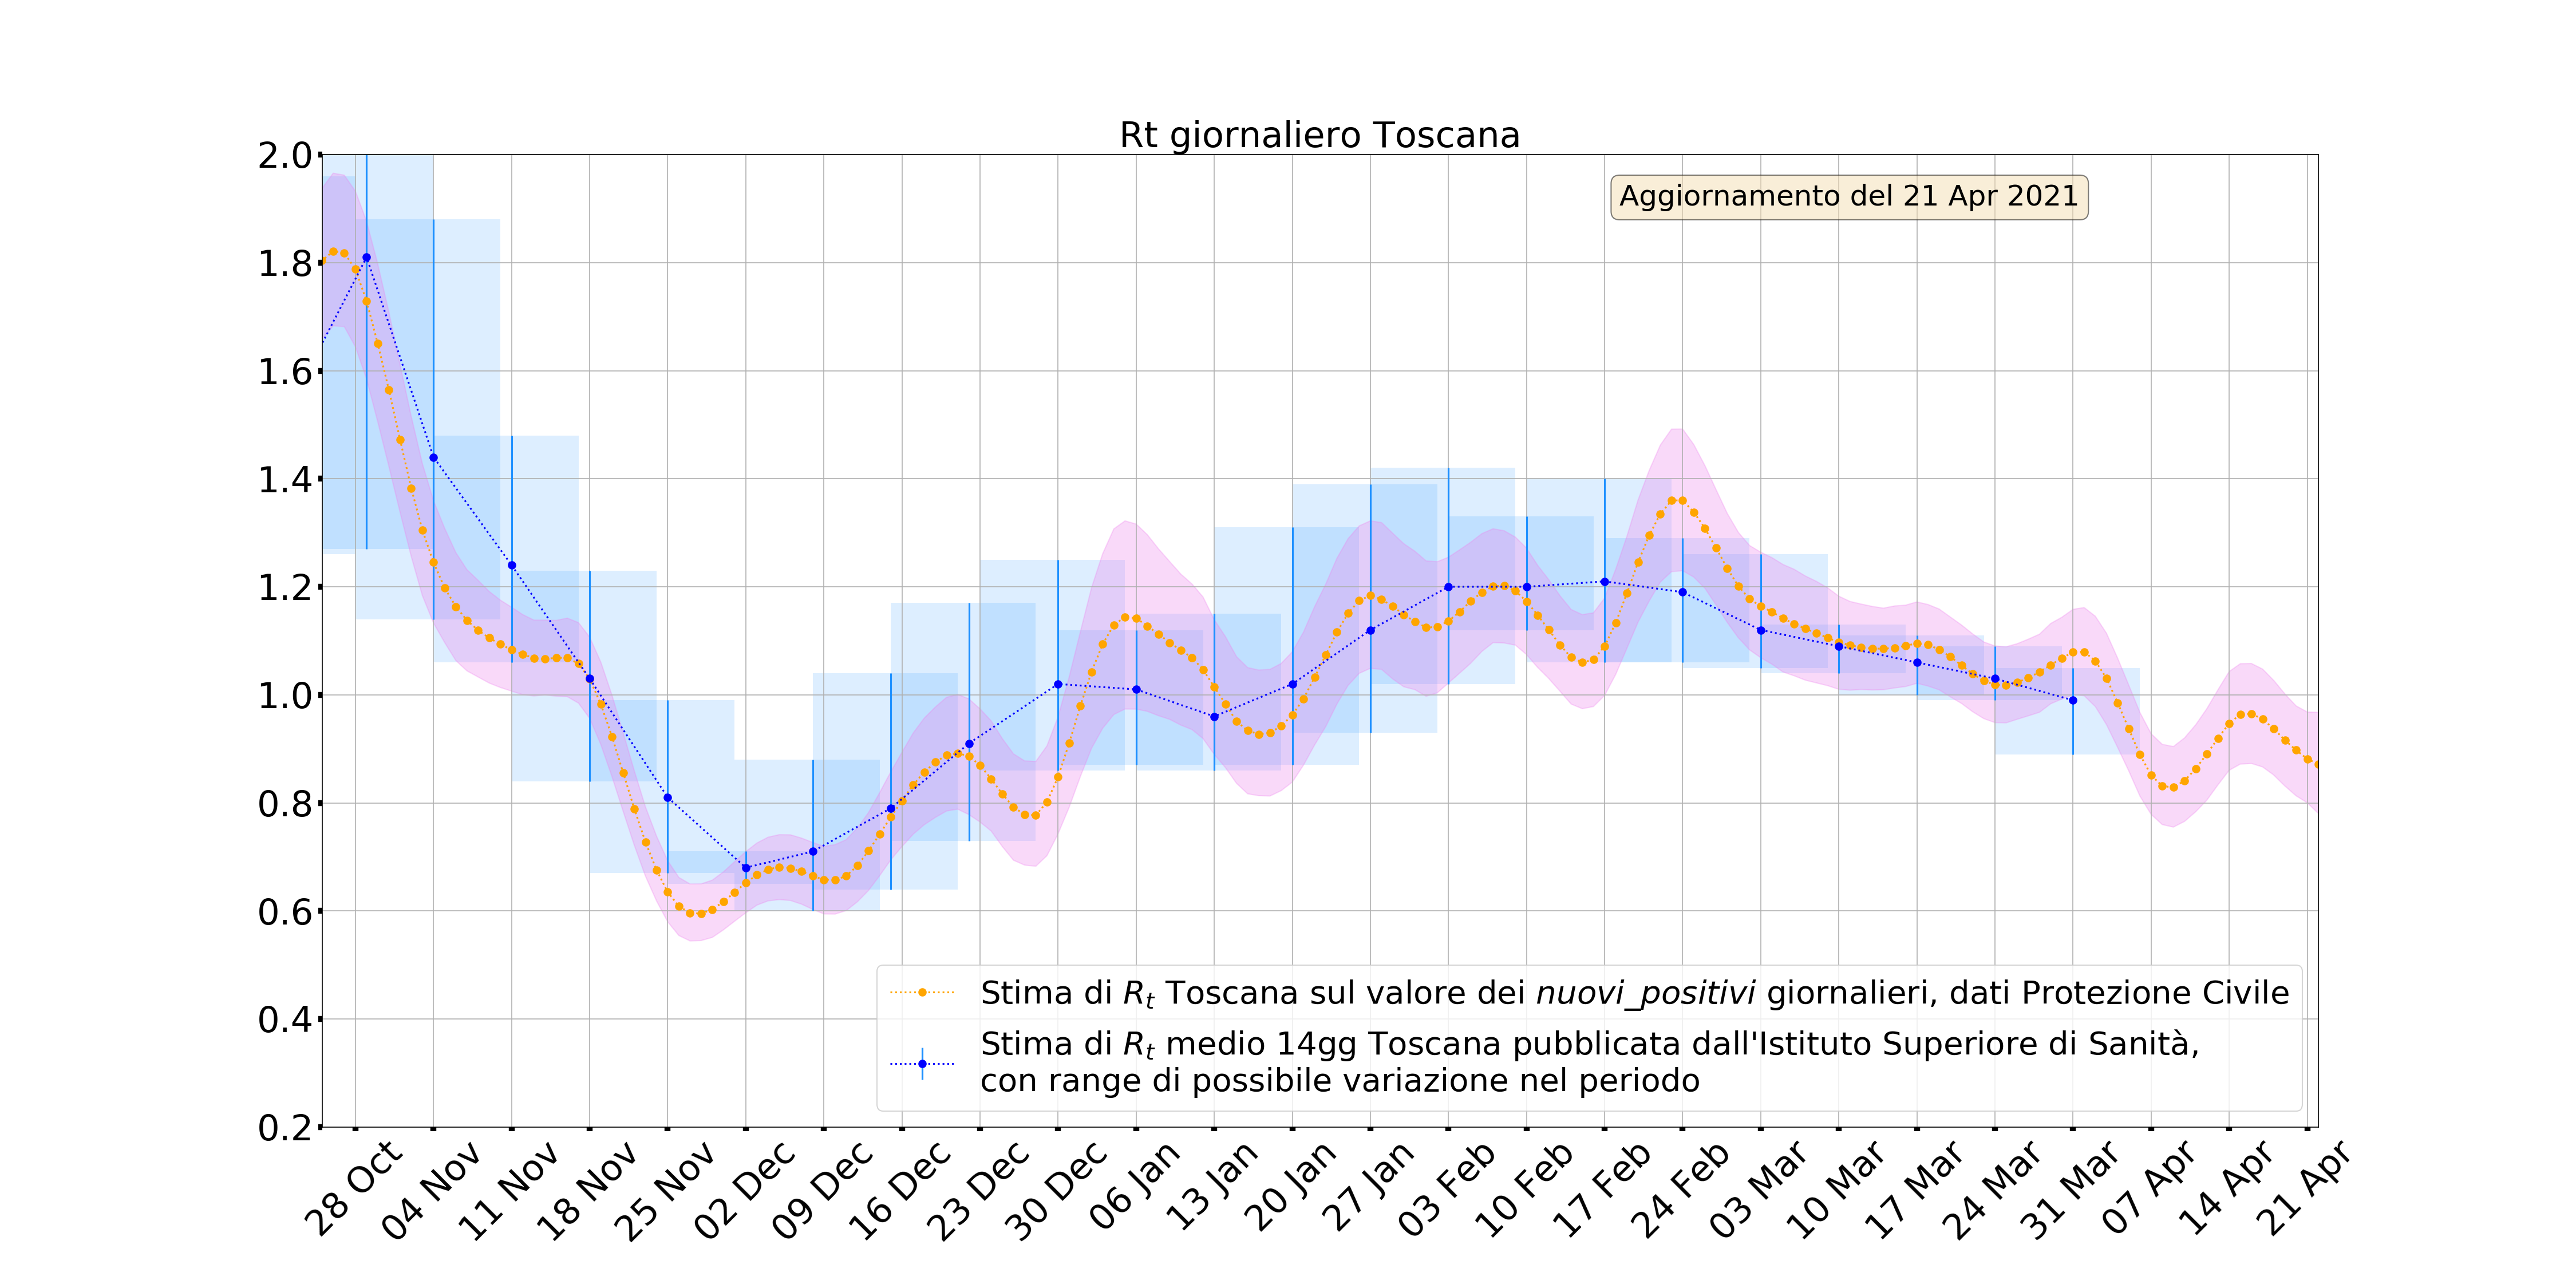 Rt giornaliero Toscana
Aggiornamento del 21 Apr 2021
2.0
1.8
1.6
1.4
1.2
1.0
0.8
0.6
0.4
0.2
Stima di Rt Toscana sul valore dei nuovi_positivi giornalieri, dati Protezione Civile
Stima di Rt medio 14gg Toscana pubblicata dall'Istituto Superiore di Sanità,
con range di possibile variazione nel periodo
28 Oct
04 Nov
11 Nov
18 Nov
25 Nov
02 Dec
09 Dec
16 Dec
23 Dec
30 Dec
06 Jan
13 Jan
20 Jan
27 Jan
03 Feb
10 Feb
17 Feb
24 Feb
03 Mar
10 Mar
17 Mar
24 Mar
31 Mar
07 Apr
14 Apr
21 Apr